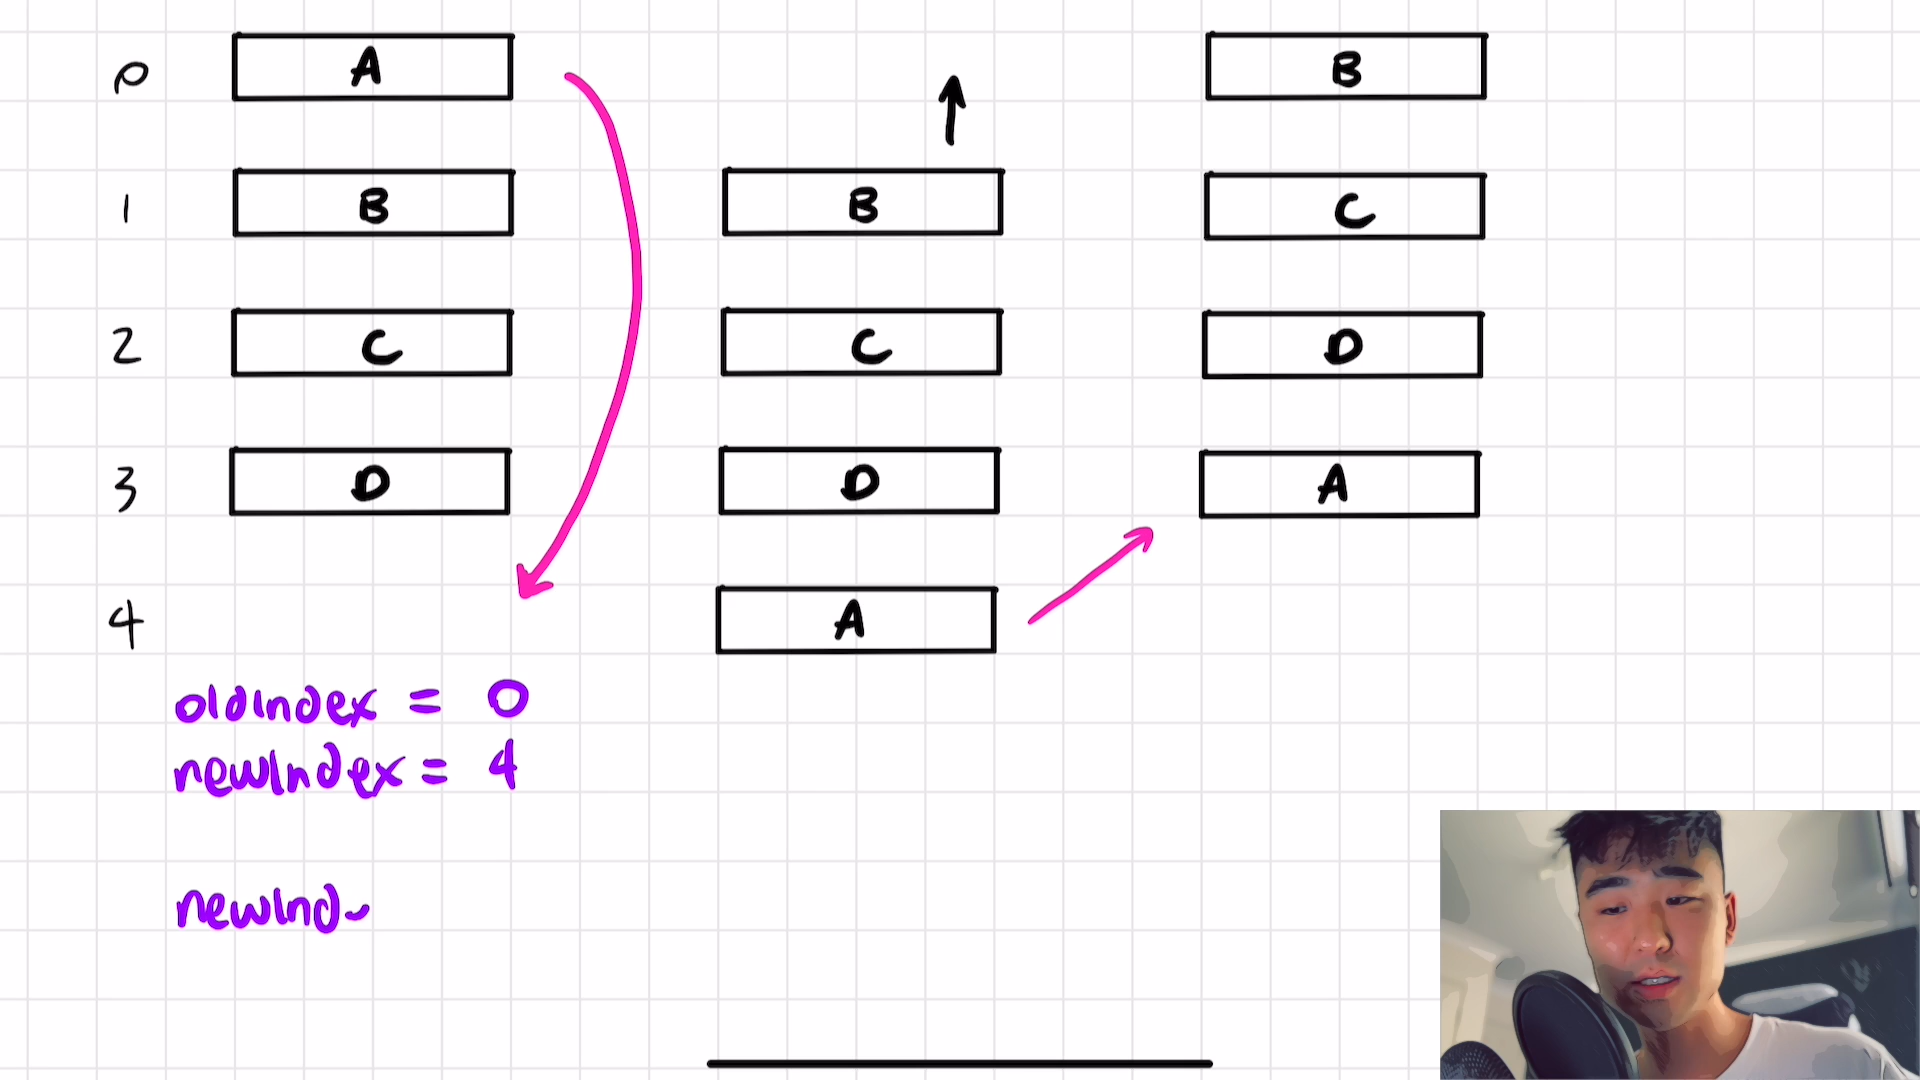 0 A B
1 B B C
2 C C D
3 D D A
4 A
oldIndex = 0
newIndex = 4
newInd